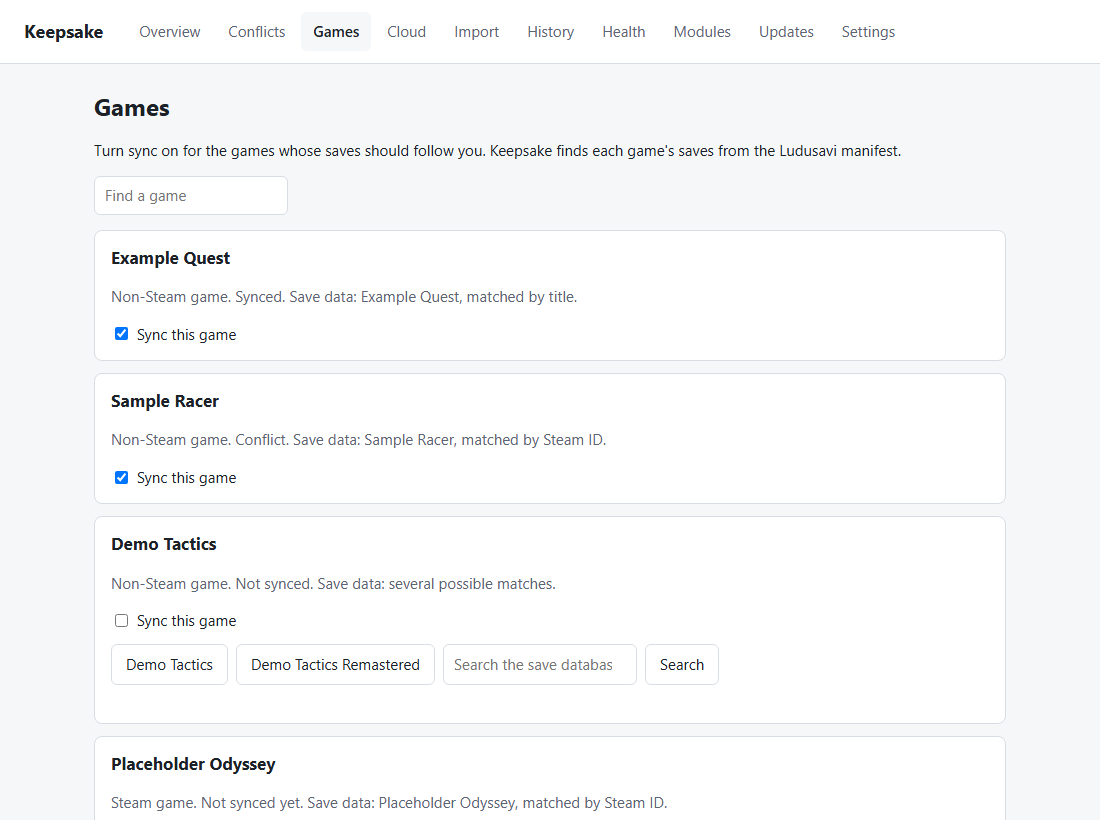 Keepsake Overview Conflicts Games Cloud Import History Health Modules Updates Settings
Games
Turn sync on for the games whose saves should follow you. Keepsake finds each game's saves from the Ludusavi manifest.
Find a game
Example Quest
Non-Steam game. Synced. Save data: Example Quest, matched by title.
Sync this game
Sample Racer
Non-Steam game. Conflict. Save data: Sample Racer, matched by Steam ID.
Sync this game
Demo Tactics
Non-Steam game. Not synced. Save data: several possible matches.
Sync this game
Demo Tactics Demo Tactics Remastered Search the save databas Search
Placeholder Odyssey
Steam game. Not synced yet. Save data: Placeholder Odyssey, matched by Steam ID.